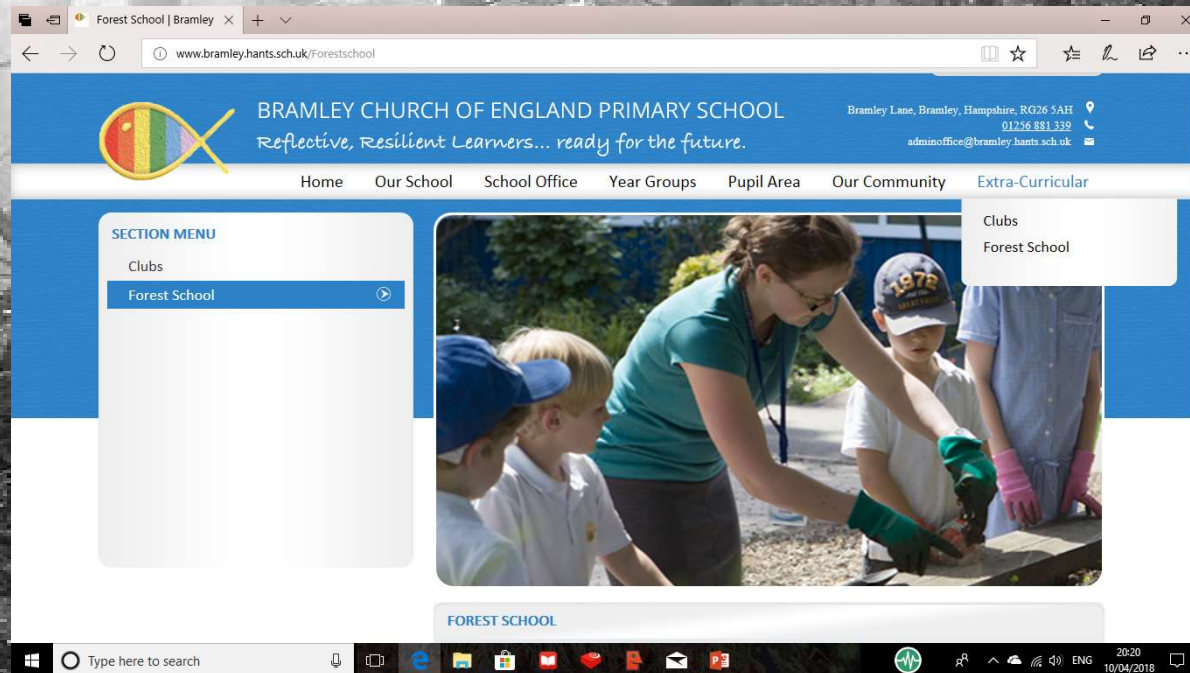 Forest School | Bramley
www.bramley.hants.sch.uk/Forestschool
BRAMLEY CHURCH OF ENGLAND PRIMARY SCHOOL
Reflective, Resilient Learners... ready for the future.
Bramley Lane, Bramley, Hampshire, RG26 5AH
01256 881 339
adminoffice@bramley.hants.sch.uk
Home Our School School Office Year Groups Pupil Area Our Community Extra-Curricular
Clubs
Forest School
SECTION MENU
Clubs
Forest School
1972
FOREST SCHOOL
Type here to search
ENG
20:20
10/04/2018